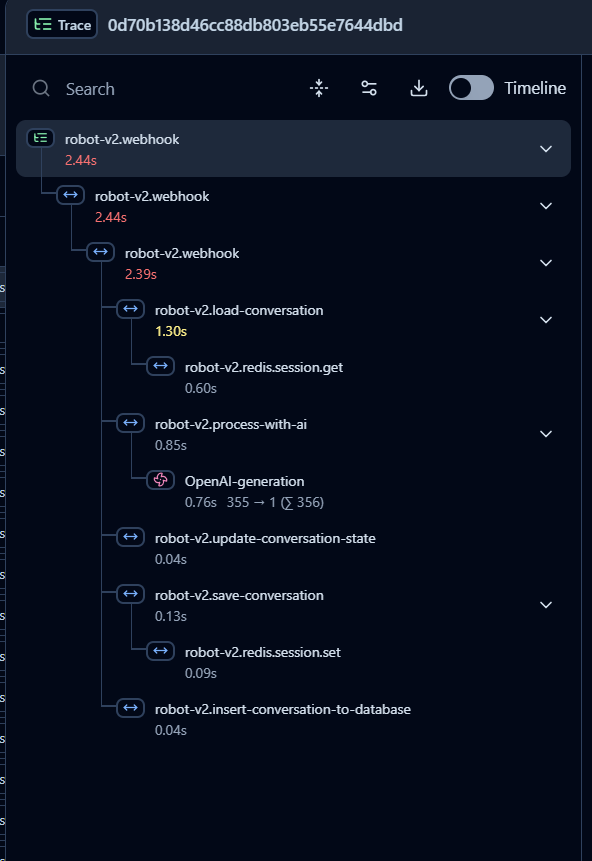 Trace 0d70b138d46cc88db803eb55e7644dbd
Search Timeline
robot-v2.webhook
2.44s
robot-v2.webhook
2.44s
robot-v2.webhook
2.39s
robot-v2.load-conversation
1.30s
robot-v2.redis.session.get
0.60s
robot-v2.process-with-ai
0.85s
OpenAI-generation
0.76s 355 → 1 (∑ 356)
robot-v2.update-conversation-state
0.04s
robot-v2.save-conversation
0.13s
robot-v2.redis.session.set
0.09s
robot-v2.insert-conversation-to-database
0.04s